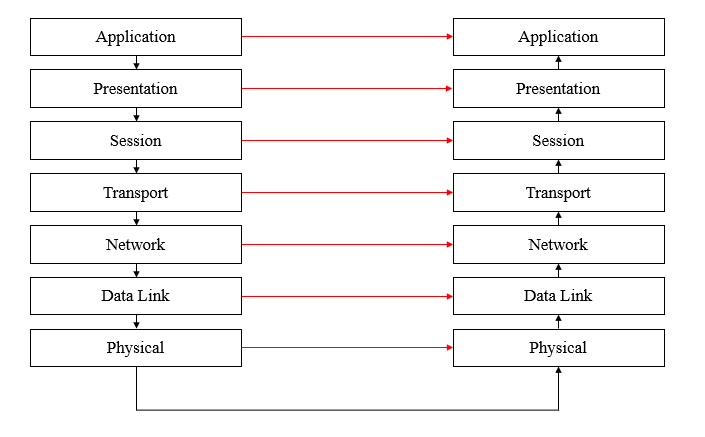 Application Application
Presentation Presentation
Session Session
Transport Transport
Network Network
Data Link Data Link
Physical Physical